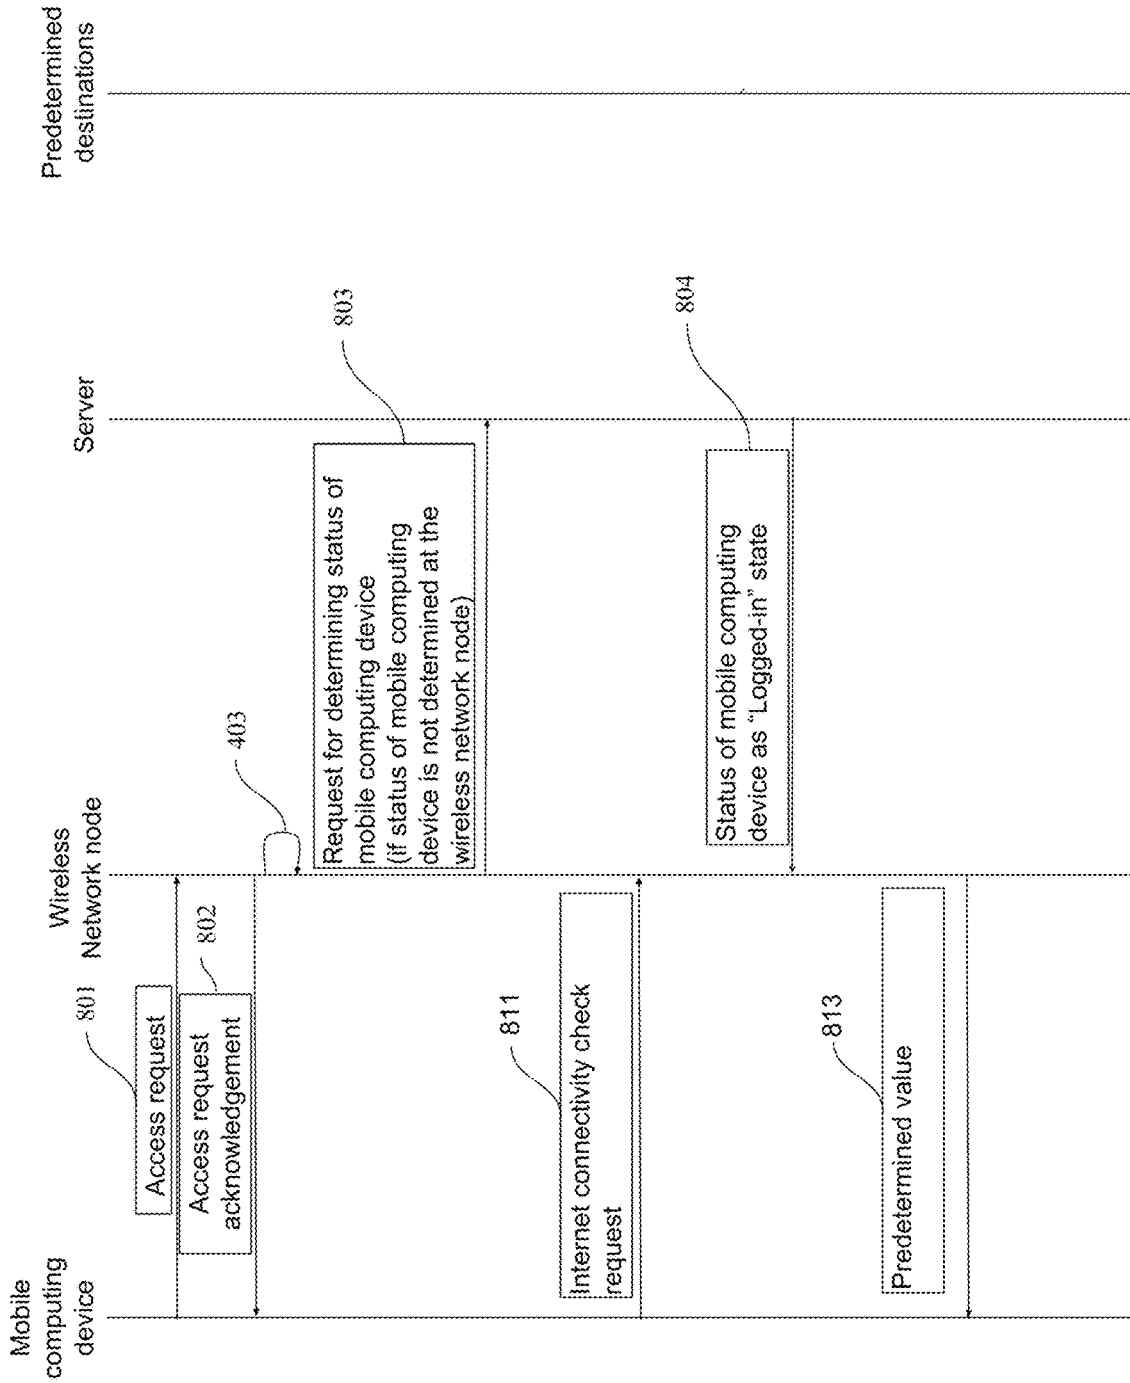 Mobile
computing
device
Wireless
Network node
Server
Predetermined
destinations
801
Access request
802
Access request
acknowledgement
403
803
Request for determining status of
mobile computing device
(if status of mobile computing
device is not determined at the
wireless network node)
811
Internet connectivity check
request
804
Status of mobile computing
device as “Logged-in” state
813
Predetermined value